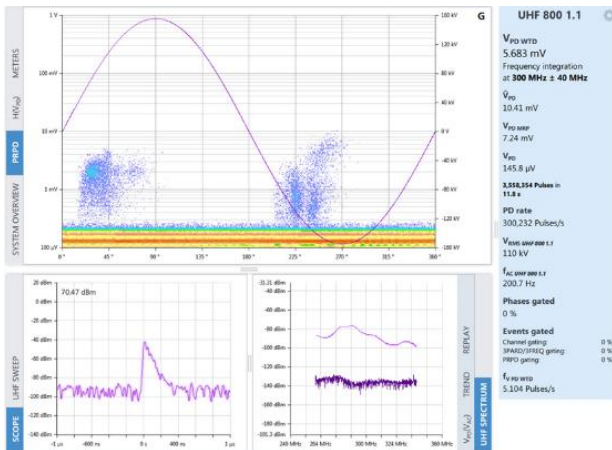 1 V
160 kV
G
120 kV
100 mV
80 kV
40 kV
10 mV
0 V
-40 kV
1 mV
-80 kV
-120 kV
100 µV
-160 kV
0 °
45 °
90 °
135 °
180 °
225 °
270 °
315 °
360 °
METERS
H(VPD)
PRPD
SYSTEM OVERVIEW
UHF SWEEP
SCOPE
20 dBm
70.47 dBm
0 dBm
-20 dBm
-40 dBm
-60 dBm
-80 dBm
-100 dBm
-120 dBm
-140 dBm
-1 µs
-600 ns
0 s
400 ns
1 µs
-40 dBm
-60 dBm
-80 dBm
-100 dBm
-120 dBm
-140 dBm
-160 dBm
248 MHz
264 MHz
300 MHz
324 MHz
360 MHz
REPLAY
TREND
VPD(VAC)
UHF SPECTRUM
UHF 800 1.1
VPD WTD
5.683 mV
Frequency integration
at 300 MHz ± 40 MHz
V̂PD
10.41 mV
VPD MRP
7.24 mV
VPD
145.8 µV
3,558,354 Pulses in
11.8 s
PD rate
300,232 Pulses/s
VRMS UHF 800 1.1
110 kV
fAC UHF 800 1.1
200.7 Hz
Phases gated
0 %
Events gated
Channel gating: 0 %
3PARD/3FREQ gating: 0 %
PRPD gating: 0 %
fV PD WTD
5.104 Pulses/s